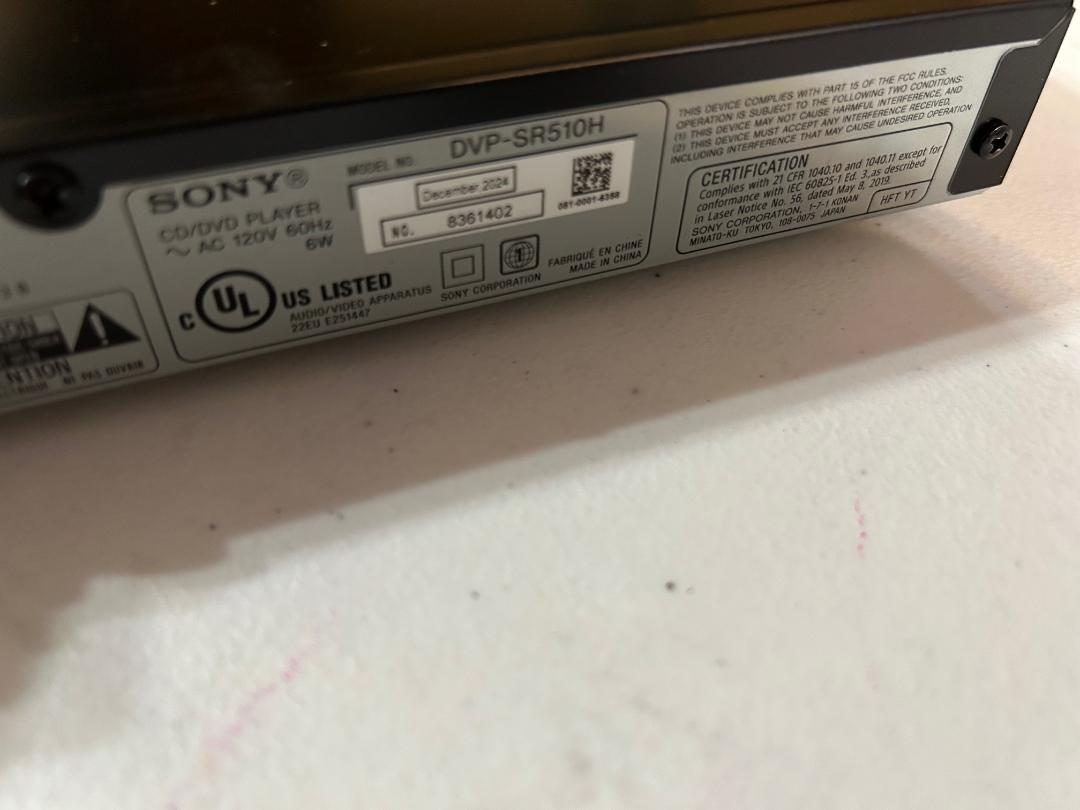 SONY®
MODEL NO. DVP-SR510H
CD/DVD PLAYER
~ AC 120V 60Hz
6W
December.2024
NO. 8361402
C UL US LISTED
AUDIO/VIDEO APPARATUS
22EU E251447
SONY CORPORATION
FABRIQUÉ EN CHINE
MADE IN CHINA
THIS DEVICE COMPLIES WITH PART 15 OF THE FCC RULES.
OPERATION IS SUBJECT TO THE FOLLOWING TWO CONDITIONS:
(1) THIS DEVICE MAY NOT CAUSE HARMFUL INTERFERENCE, AND
(2) THIS DEVICE MUST ACCEPT ANY INTERFERENCE RECEIVED,
INCLUDING INTERFERENCE THAT MAY CAUSE UNDESIRED OPERATION
CERTIFICATION
Complies with 21 CFR 1040.10 and 1040.11 except for
conformance with IEC 60825-1 Ed. 3.,as described
in Laser Notice No. 56, dated May 8, 2019.
SONY CORPORATION, 1-7-1 KONAN
MINATO-KU TOKYO, 108-0075 JAPAN
HFT YT
NI PAS OUVRIR